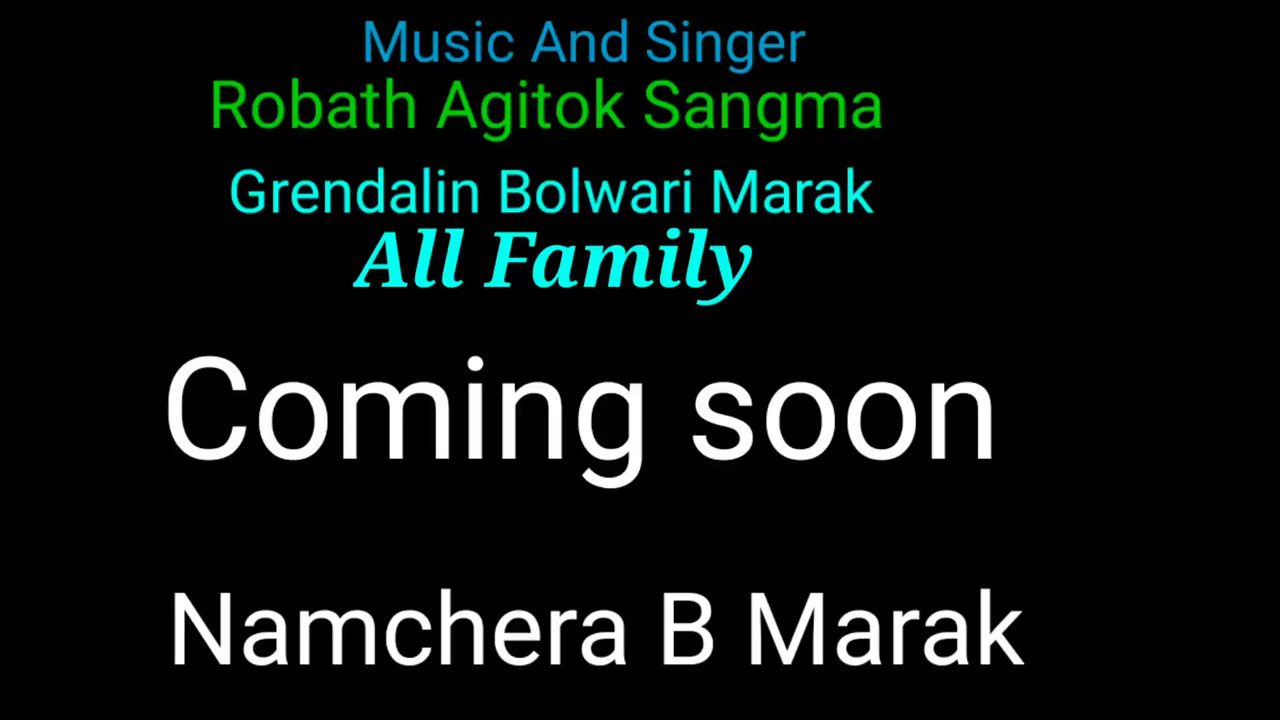 Music And Singer
Robath Agitok Sangma
Grendalin Bolwari Marak
All Family
Coming soon
Namchera B Marak